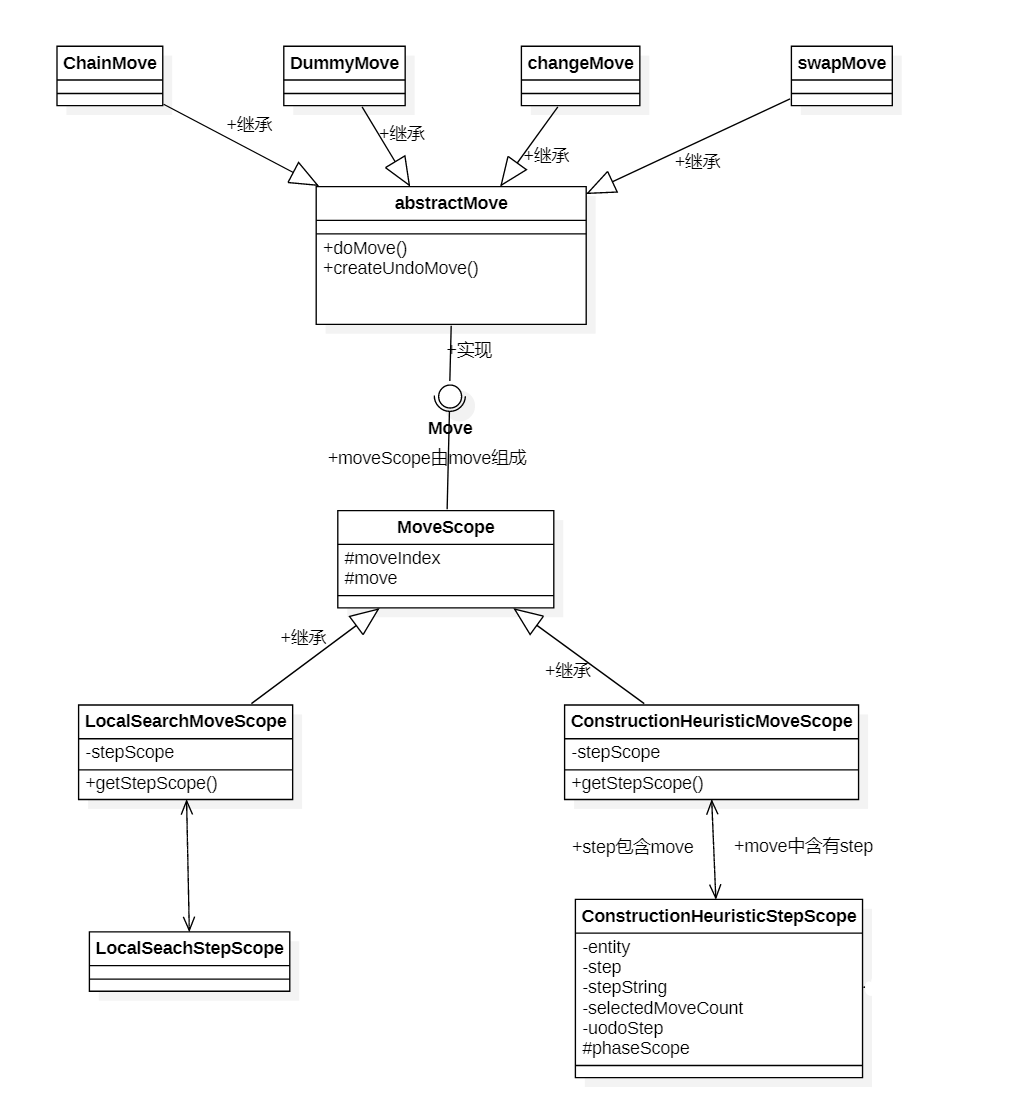 ChainMove
DummyMove
changeMove
swapMove
+继承
+继承
+继承
+继承
abstractMove
+doMove()
+createUndoMove()
+实现
Move
+moveScope由move组成
MoveScope
#moveIndex
#move
+继承
+继承
LocalSearchMoveScope
-stepScope
+getStepScope()
ConstructionHeuristicMoveScope
-stepScope
+getStepScope()
+step包含move
+move中含有step
LocalSeachStepScope
ConstructionHeuristicStepScope
-entity
-step
-stepString
-selectedMoveCount
-uodoStep
#phaseScope